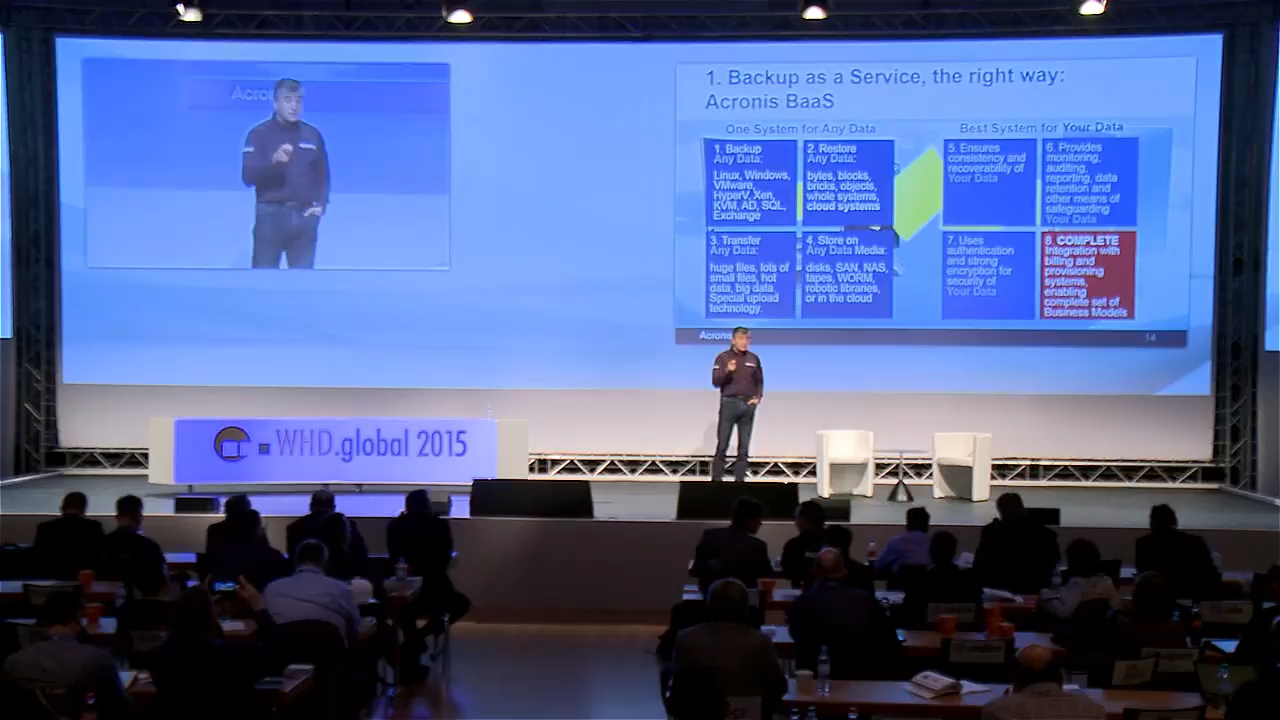 Acron
1. Backup as a Service, the right way:
Acronis BaaS
One System for Any Data
Best System for Your Data
1. Backup
Any Data:
Linux, Windows,
VMware,
HyperV, Xen,
KVM, AD, SQL,
Exchange
2. Restore
Any Data:
bytes, blocks,
bricks, objects,
whole systems,
cloud systems
5. Ensures
consistency and
recoverability of
Your Data
6. Provides
monitoring,
auditing,
reporting, data
retention and
other means of
safeguarding
Your Data
3. Transfer
Any Data:
huge files, lots of
small files, hot
data, big data,
Special upload
technology.
4. Store on
Any Data Media:
disks, SAN, NAS,
tapes, WORM,
robotic libraries,
or in the cloud
7. Uses
authentication
and strong
encryption for
security of
Your Data
8. COMPLETE
Integration with
billing and
provisioning
systems,
enabling
complete set of
Business Models
Acronis
14
WHD.global 2015